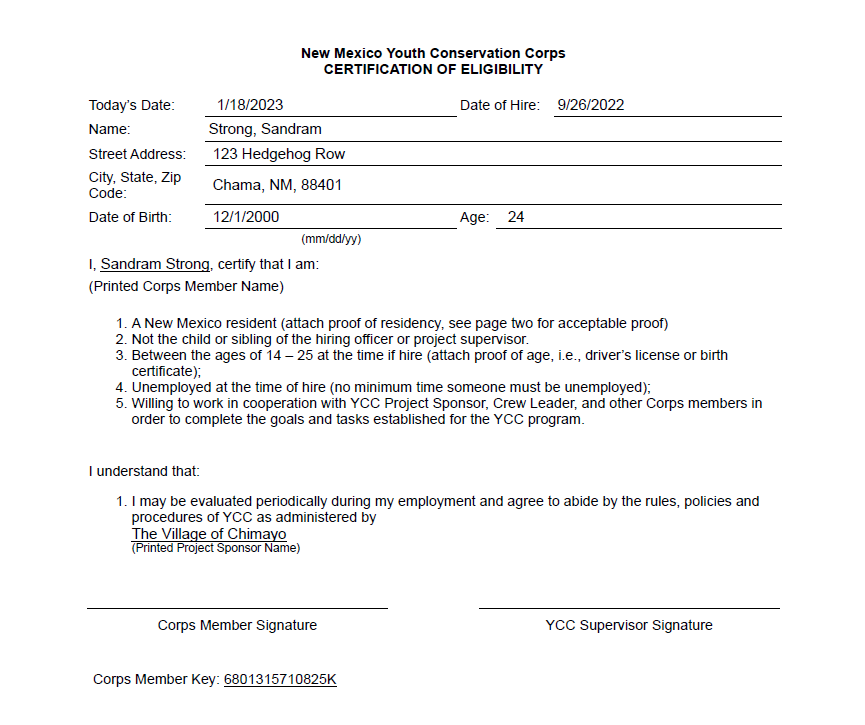 New Mexico Youth Conservation Corps
CERTIFICATION OF ELIGIBILITY
Today's Date: 1/18/2023 Date of Hire: 9/26/2022
Name: Strong, Sandram
Street Address: 123 Hedgehog Row
City, State, Zip
Code: Chama, NM, 88401
Date of Birth: 12/1/2000 Age: 24
(mm/dd/yy)
I, Sandram Strong, certify that I am:
(Printed Corps Member Name)
1. A New Mexico resident (attach proof of residency, see page two for acceptable proof)
2. Not the child or sibling of the hiring officer or project supervisor.
3. Between the ages of 14 – 25 at the time if hire (attach proof of age, i.e., driver's license or birth
certificate);
4. Unemployed at the time of hire (no minimum time someone must be unemployed);
5. Willing to work in cooperation with YCC Project Sponsor, Crew Leader, and other Corps members in
order to complete the goals and tasks established for the YCC program.
I understand that:
1. I may be evaluated periodically during my employment and agree to abide by the rules, policies and
procedures of YCC as administered by
The Village of Chimayo
(Printed Project Sponsor Name)
Corps Member Signature YCC Supervisor Signature
Corps Member Key: 6801315710825K